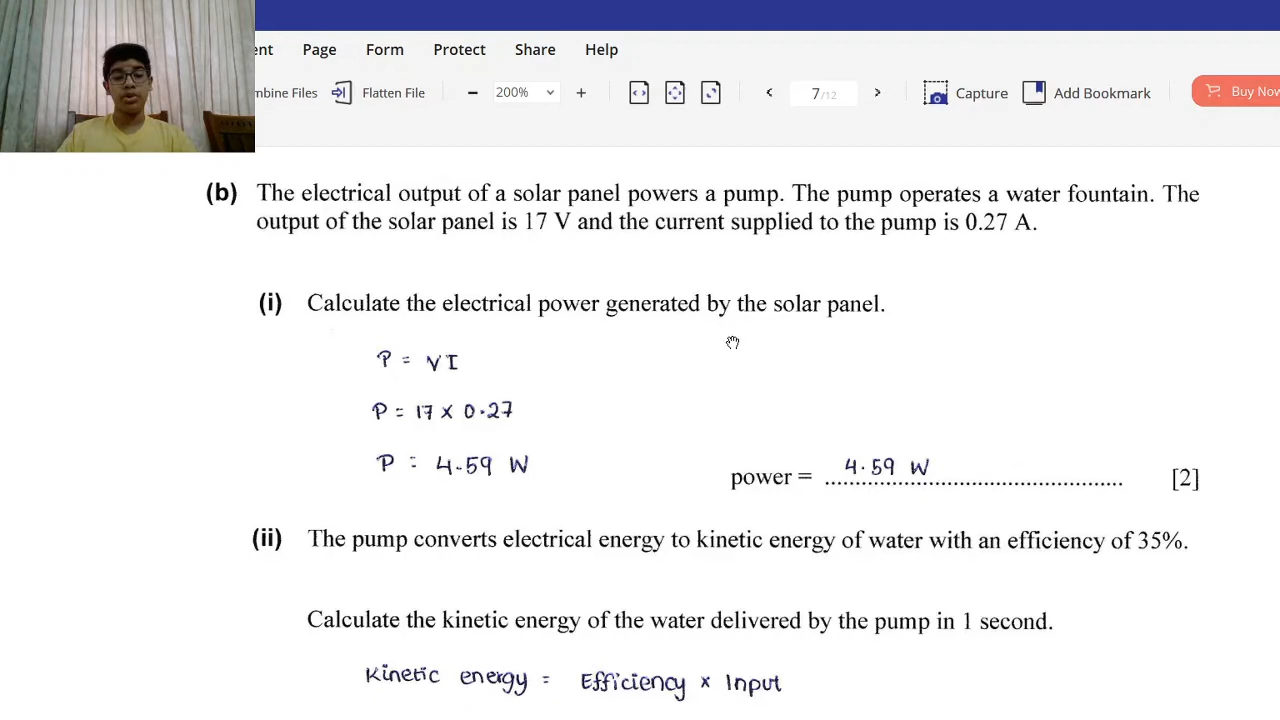 ent Page Form Protect Share Help
mbine Files Flatten File 200% 7/12 Capture Add Bookmark Buy Now
(b) The electrical output of a solar panel powers a pump. The pump operates a water fountain. The
output of the solar panel is 17 V and the current supplied to the pump is 0.27 A.
(i) Calculate the electrical power generated by the solar panel.
P = VI
P = 17 x 0.27
P = 4.59 W
power = 4.59 W [2]
(ii) The pump converts electrical energy to kinetic energy of water with an efficiency of 35%.
Calculate the kinetic energy of the water delivered by the pump in 1 second.
Kinetic energy = Efficiency x Input